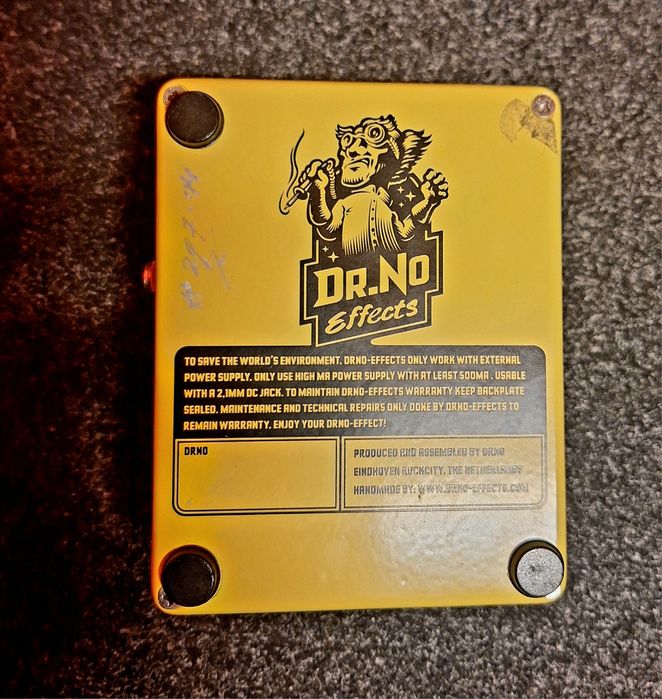 DR.NO
Effects
TO SAVE THE WORLD'S ENVIRONMENT, DRNO-EFFECTS ONLY WORK WITH EXTERNAL
POWER SUPPLY. ONLY USE HIGH MA POWER SUPPLY WITH AT LEAST 500MA. USABLE
WITH A 2,1MM DC JACK. TO MAINTAIN DRNO-EFFECTS WARRANTY KEEP BACKPLATE
SEALED. MAINTENANCE AND TECHNICAL REPAIRS ONLY DONE BY DRNO-EFFECTS TO
REMAIN WARRANTY. ENJOY YOUR DRNO-EFFECT!
DRNO
PRODUCED AND ASSEMBLED BY DRNO
EINDHOVEN ROCKCITY, THE NETHERLANDS
HANDMADE BY: WWW.DRNO-EFFECTS.COM